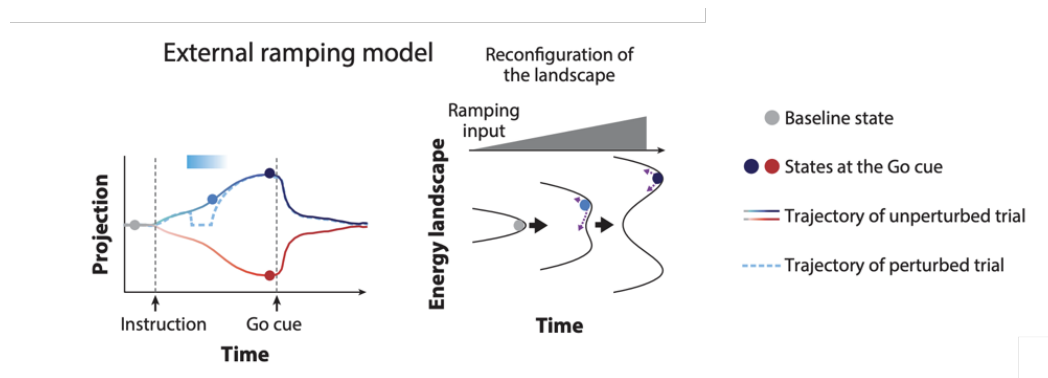 External ramping model
Reconfiguration of
the landscape
Ramping
input
Projection
Instruction
Go cue
Time
Energy landscape
Time
Baseline state
States at the Go cue
Trajectory of unperturbed trial
Trajectory of perturbed trial